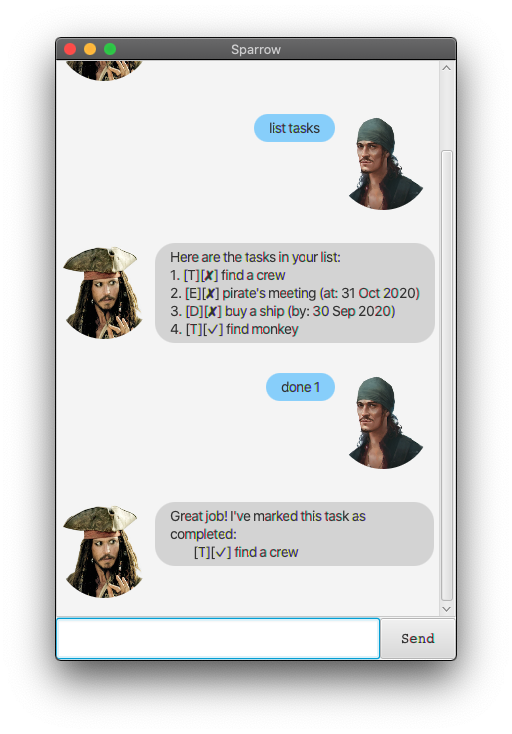 Sparrow
list tasks
Here are the tasks in your list:
1. [T][✘] find a crew
2. [E][✘] pirate's meeting (at: 31 Oct 2020)
3. [D][✘] buy a ship (by: 30 Sep 2020)
4. [T][✓] find monkey
done 1
Great job! I've marked this task as
completed:
[T][✓] find a crew
Send